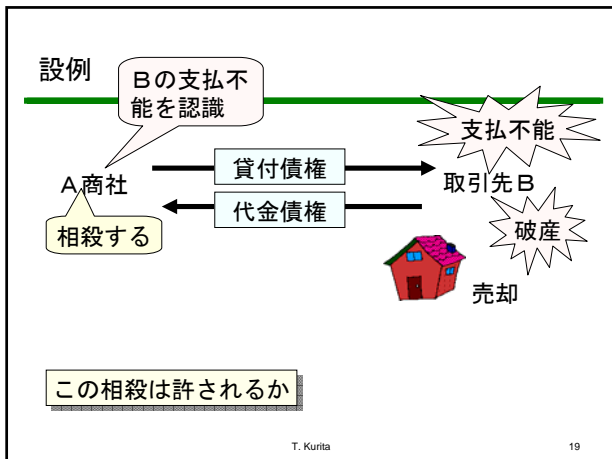 設例
Bの支払不
能を認識
支払不能
貸付債権
A商社
取引先B
代金債権
相殺する
破産
売却
この相殺は許されるか
T. Kurita
19